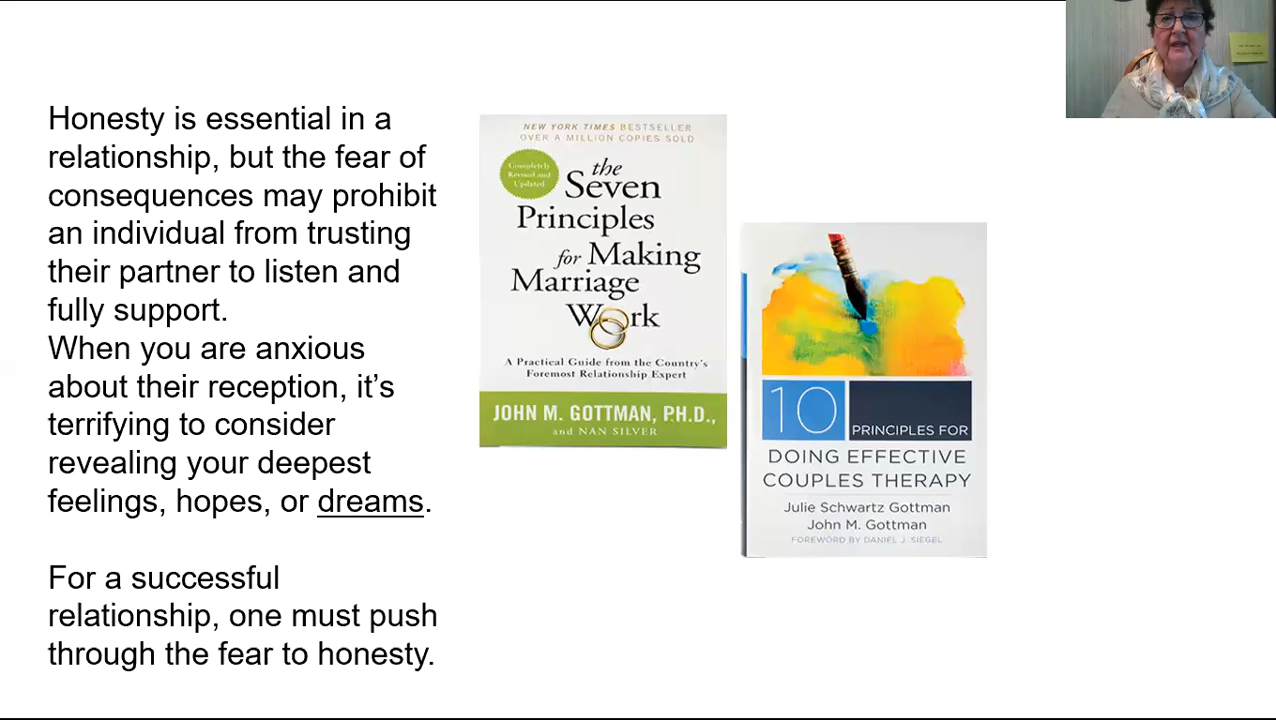 Honesty is essential in a
relationship, but the fear of
consequences may prohibit
an individual from trusting
their partner to listen and
fully support.
When you are anxious
about their reception, it’s
terrifying to consider
revealing your deepest
feelings, hopes, or dreams.
For a successful
relationship, one must push
through the fear to honesty.
NEW YORK TIMES BESTSELLER
OVER A MILLION COPIES SOLD
Completely
Revised and
Updated
the
Seven
Principles
for Making
Marriage
Work
A Practical Guide from the Country's
Foremost Relationship Expert
JOHN M. GOTTMAN, PH.D.,
and NAN SILVER
10
PRINCIPLES FOR
DOING EFFECTIVE
COUPLES THERAPY
Julie Schwartz Gottman
John M. Gottman
FOREWORD BY DANIEL J. SIEGEL